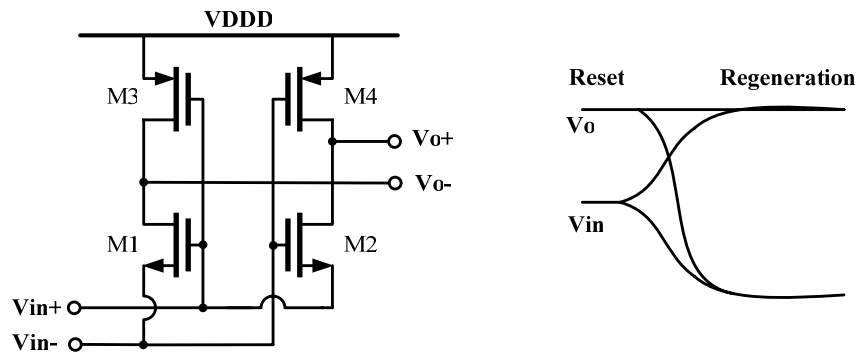 VDDD
M3
M4
Vo+
Vo-
M1
M2
Vin+
Vin-
Reset
Regeneration
Vo
Vin